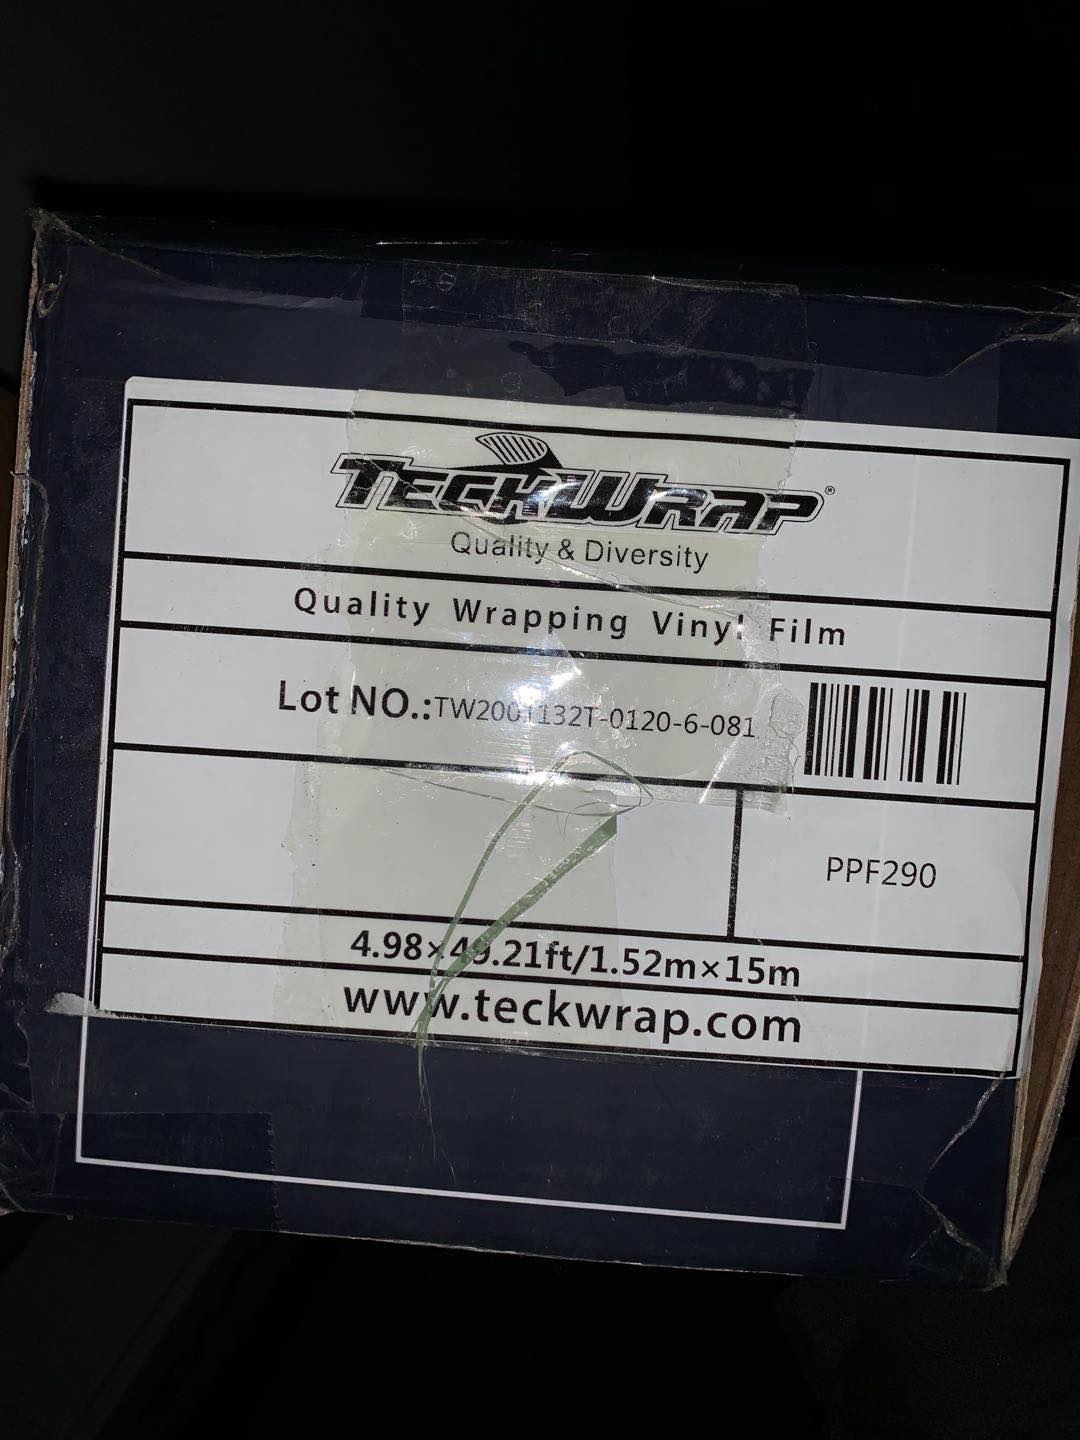 TECKWRAP®
Quality & Diversity
Quality Wrapping Vinyl Film
Lot NO.:TW2001132T-0120-6-081
PPF290
4.98×49.21ft/1.52m×15m
www.teckwrap.com